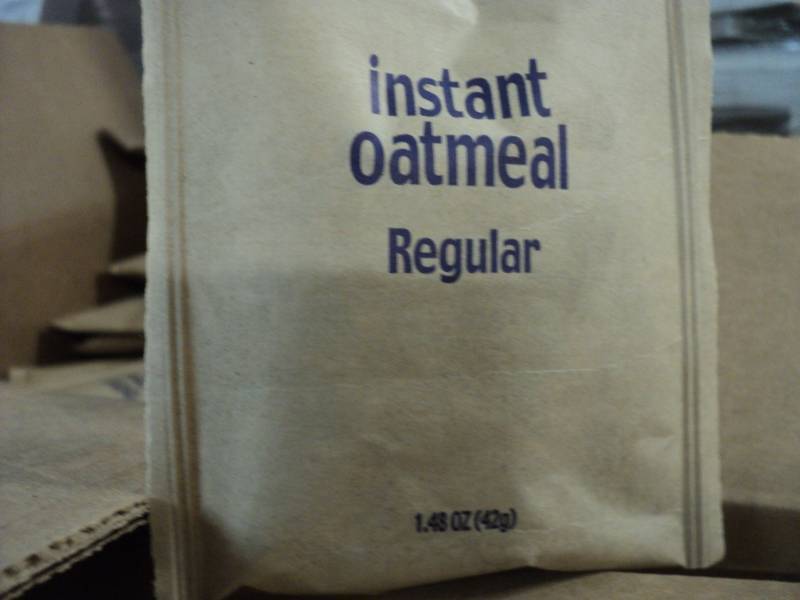 instant
oatmeal
Regular
1.48 OZ (42g)